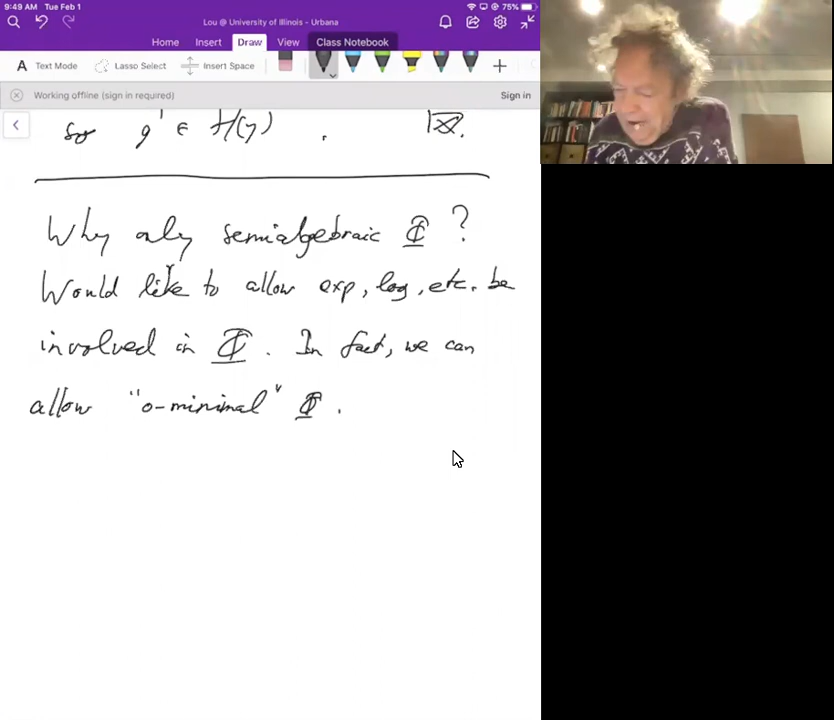 9:49 AM Tue Feb 1
75%
Lou @ University of Illinois - Urbana
Home Insert Draw View Class Notebook
A Text Mode Lasso Select Insert Space
Working offline (sign in required) Sign in
for g' ∈ H(y) .
Why only semialgebraic Φ ?
Would like to allow exp, log, etc. be
involved in Φ . In fact, we can
allow "o-minimal" Φ .